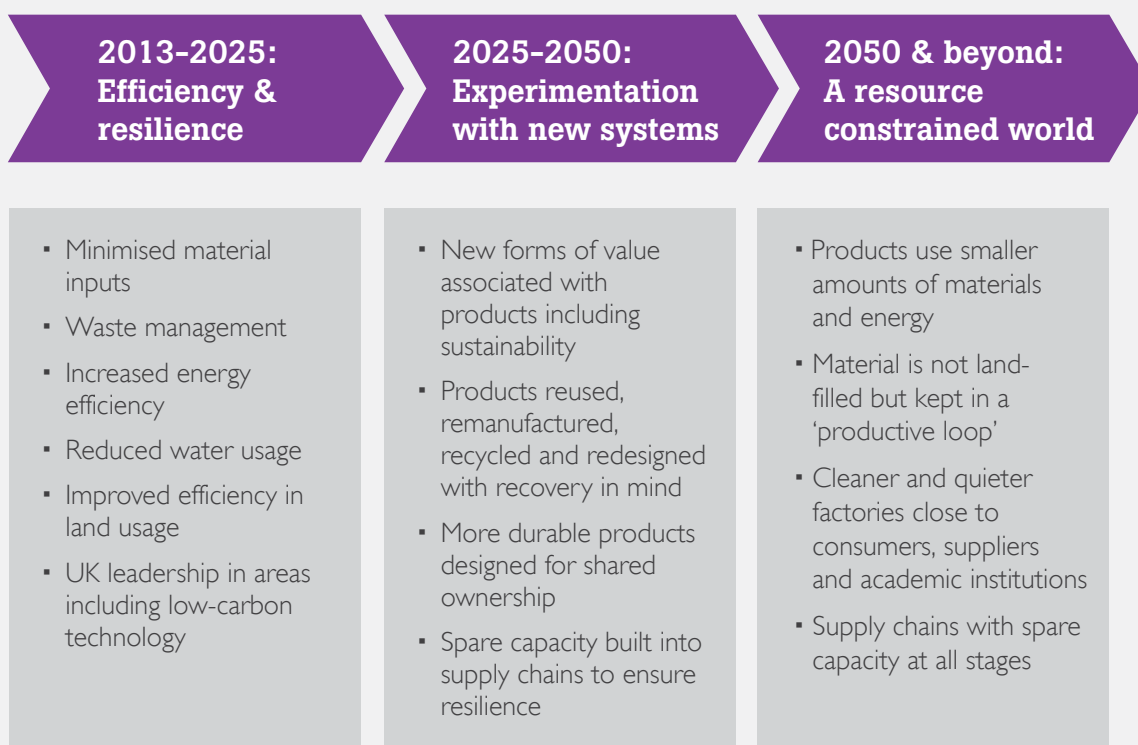 2013-2025:
Efficiency &
resilience
2025-2050:
Experimentation
with new systems
2050 & beyond:
A resource
constrained world
▪ Minimised material
inputs
▪ Waste management
▪ Increased energy
efficiency
▪ Reduced water usage
▪ Improved efficiency in
land usage
▪ UK leadership in areas
including low-carbon
technology
▪ New forms of value
associated with
products including
sustainability
▪ Products reused,
remanufactured,
recycled and redesigned
with recovery in mind
▪ More durable products
designed for shared
ownership
▪ Spare capacity built into
supply chains to ensure
resilience
▪ Products use smaller
amounts of materials
and energy
▪ Material is not land-
filled but kept in a
‘productive loop’
▪ Cleaner and quieter
factories close to
consumers, suppliers
and academic institutions
▪ Supply chains with spare
capacity at all stages